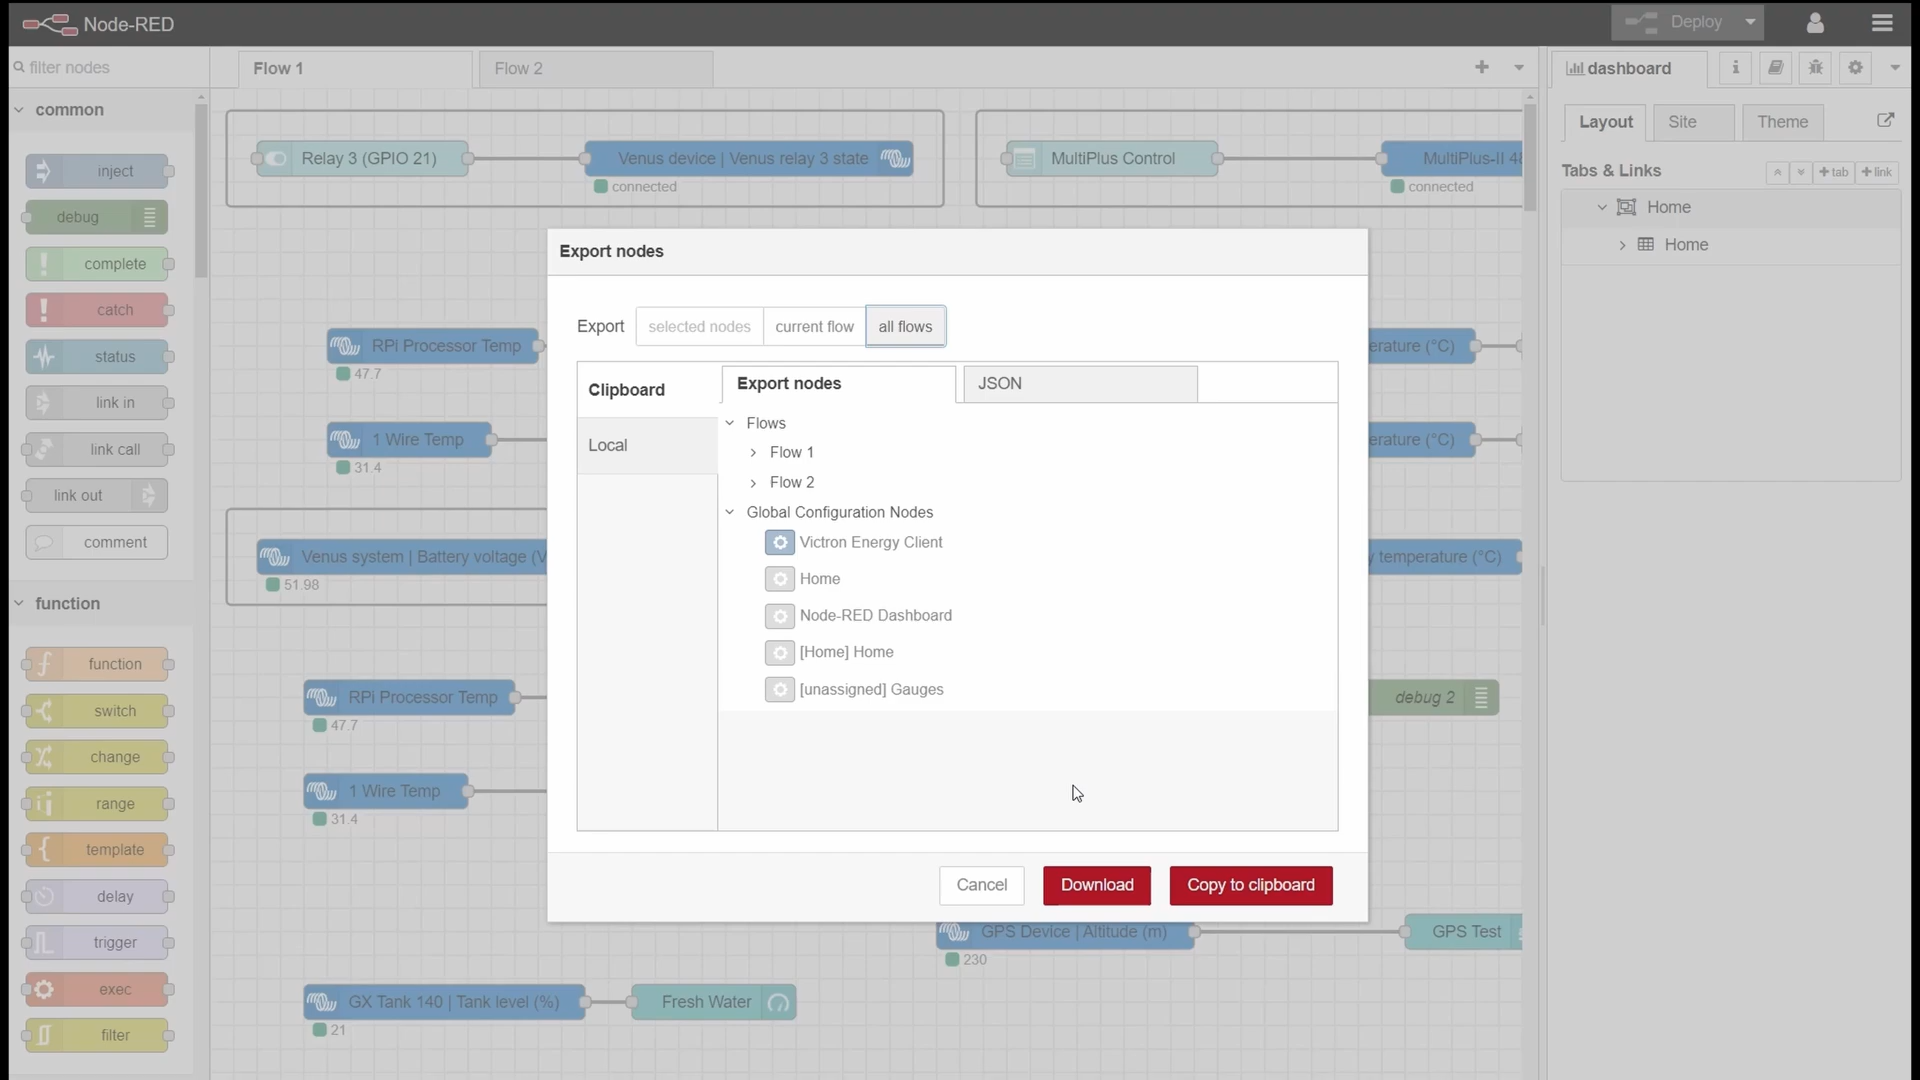 Node-RED
Deploy
filter nodes
Flow 1
Flow 2
dashboard
i
common
inject
debug
complete
catch
status
link in
link call
link out
comment
function
function
switch
change
range
template
delay
trigger
exec
filter
Relay 3 (GPIO 21)
Venus device | Venus relay 3 state
connected
MultiPlus Control
MultiPlus-II 48
connected
RPi Processor Temp
47.7
1 Wire Temp
31.4
Venus system | Battery voltage (V
51.98
RPi Processor Temp
47.7
1 Wire Temp
31.4
GX Tank 140 | Tank level (%)
21
Fresh Water
erature (°C)
erature (°C)
y temperature (°C)
debug 2
GPS Device | Altitude (m)
230
GPS Test
Export nodes
Export
selected nodes
current flow
all flows
Clipboard
Local
Export nodes
JSON
Flows
Flow 1
Flow 2
Global Configuration Nodes
Victron Energy Client
Home
Node-RED Dashboard
[Home] Home
[unassigned] Gauges
Cancel
Download
Copy to clipboard
Layout
Site
Theme
Tabs & Links
+tab
+link
Home
Home